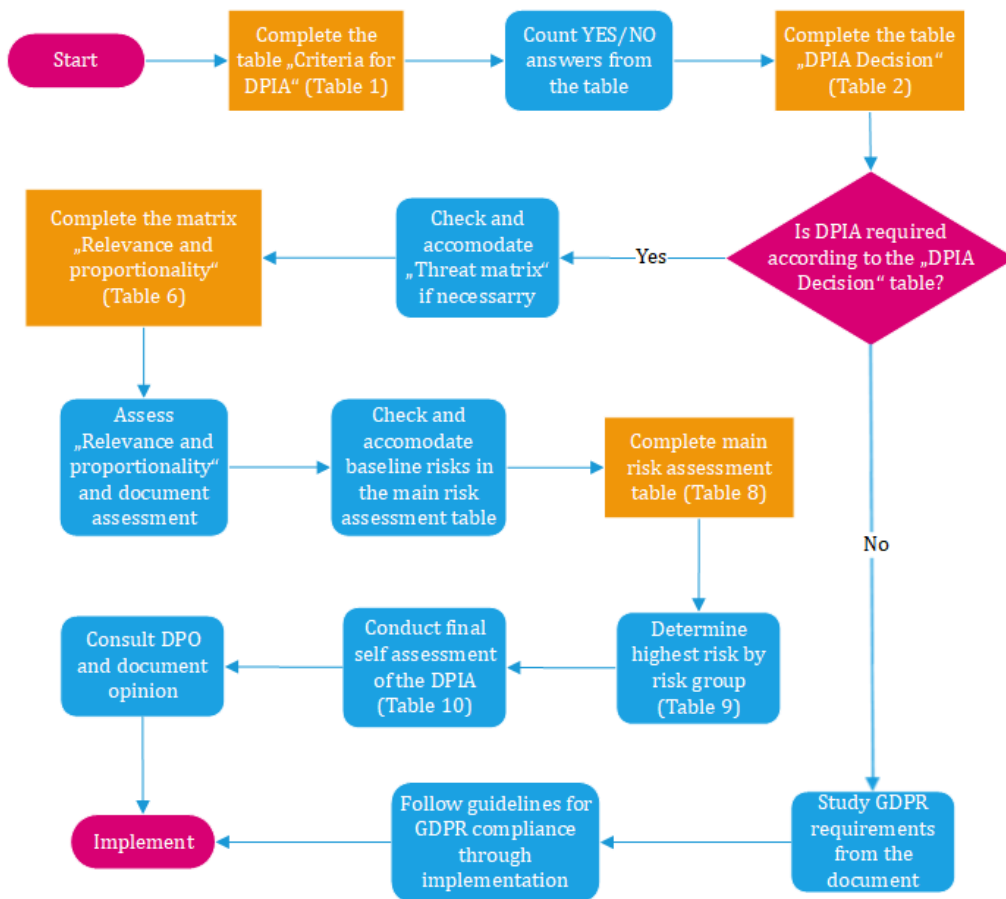 Start
Complete the
table „Criteria for
DPIA“ (Table 1)
Count YES/NO
answers from
the table
Complete the table
„DPIA Decision“
(Table 2)
Is DPIA required
according to the „DPIA
Decision“ table?
Yes
Check and
accomodate
„Threat matrix“
if necessarry
Complete the matrix
„Relevance and
proportionality“
(Table 6)
Assess
„Relevance and
proportionality“
and document
assessment
Check and
accomodate
baseline risks in
the main risk
assessment table
Complete main
risk assessment
table (Table 8)
No
Determine
highest risk by
risk group
(Table 9)
Conduct final
self assessment
of the DPIA
(Table 10)
Consult DPO
and document
opinion
Study GDPR
requirements
from the
document
Follow guidelines for
GDPR compliance
through
implementation
Implement